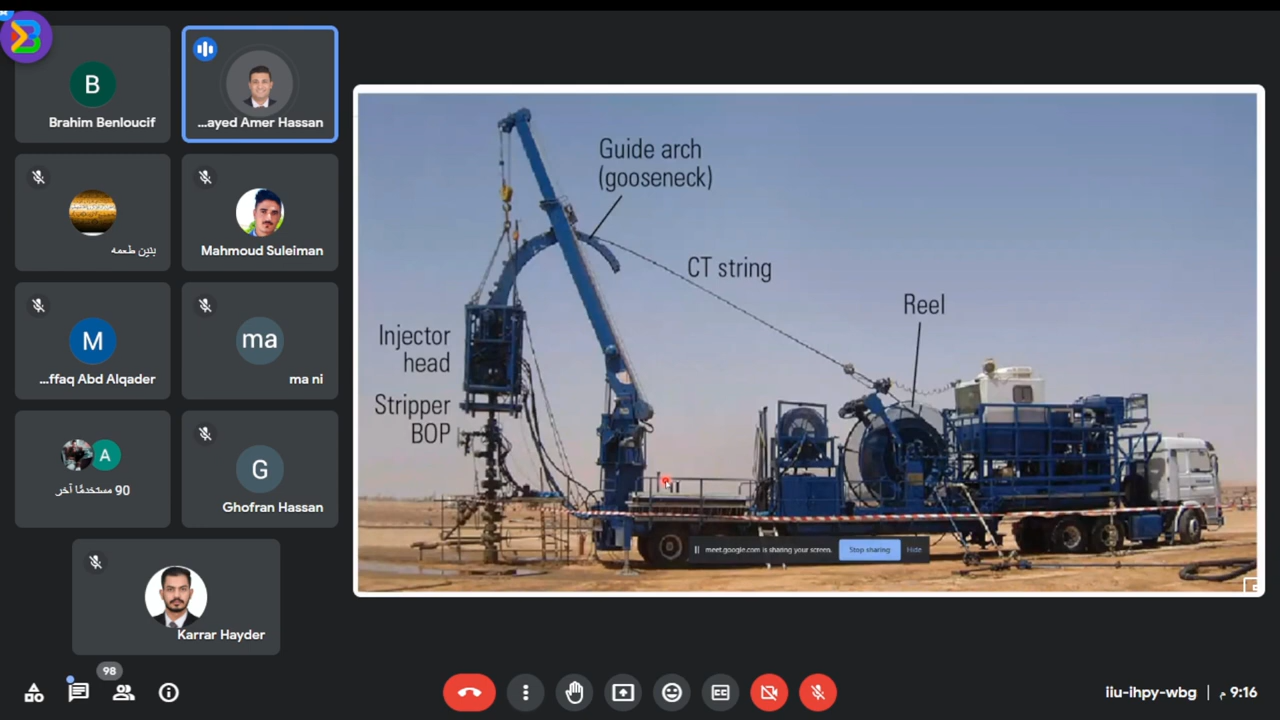 B
Brahim Benloucif
...ayed Amer Hassan
بنين طعمه
Mahmoud Suleiman
M
...ffaq Abd Alqader
ma
ma ni
A
90 مستخدمًا آخر
G
Ghofran Hassan
Karrar Hayder
Guide arch
(gooseneck)
CT string
Reel
Injector
head
Stripper
BOP
meet.google.com is sharing your screen.
Stop sharing
Hide
98
iiu-ihpy-wbg | 9:16 م